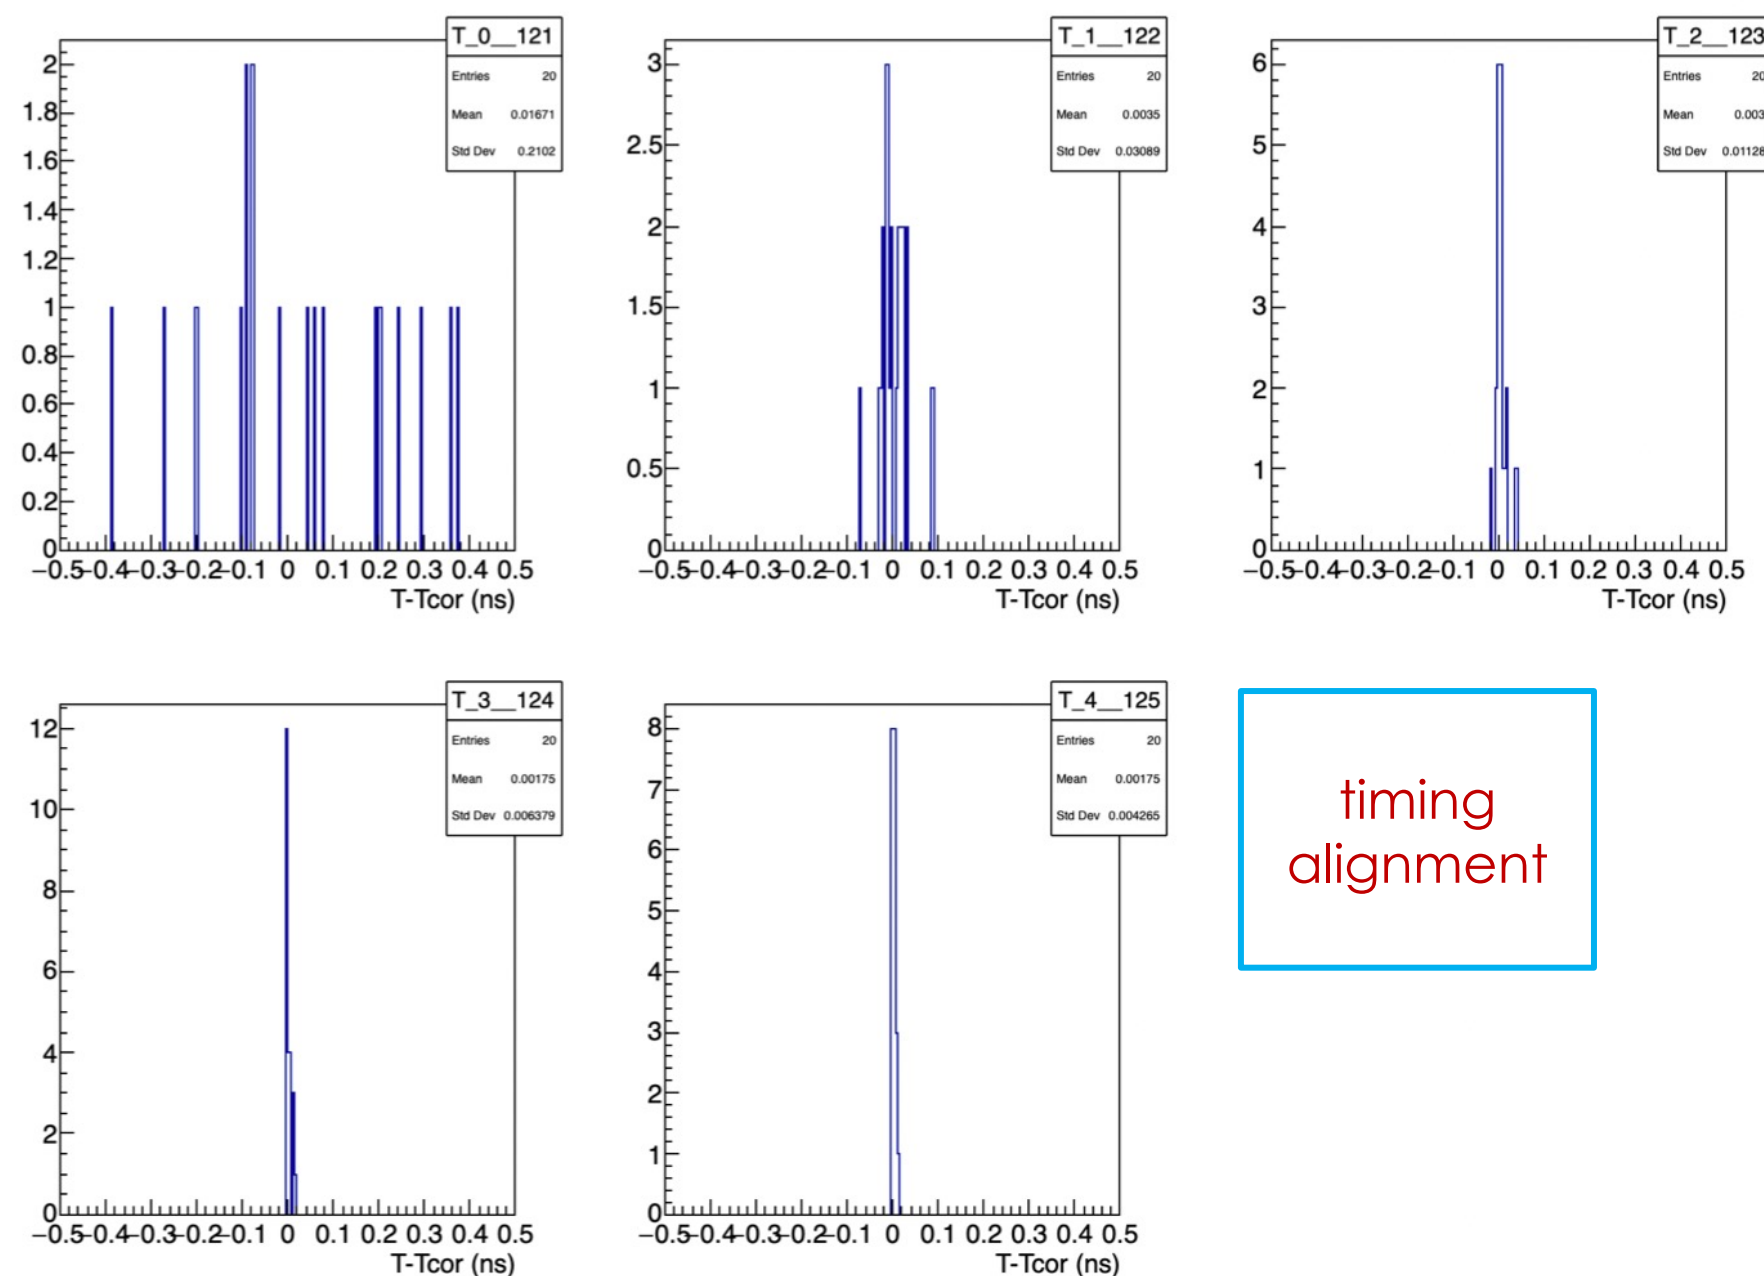 T_0__121
Entries 20
Mean 0.01671
Std Dev 0.2102
2
1.8
1.6
1.4
1.2
1
0.8
0.6
0.4
0.2
0
−0.5 −0.4 −0.3 −0.2 −0.1 0 0.1 0.2 0.3 0.4 0.5
T-Tcor (ns)
T_1__122
Entries 20
Mean 0.0035
Std Dev 0.03089
3
2.5
2
1.5
1
0.5
0
−0.5 −0.4 −0.3 −0.2 −0.1 0 0.1 0.2 0.3 0.4 0.5
T-Tcor (ns)
T_2__123
Entries 20
Mean 0.003
Std Dev 0.01128
6
5
4
3
2
1
0
−0.5 −0.4 −0.3 −0.2 −0.1 0 0.1 0.2 0.3 0.4 0.5
T-Tcor (ns)
T_3__124
Entries 20
Mean 0.00175
Std Dev 0.006379
12
10
8
6
4
2
0
−0.5 −0.4 −0.3 −0.2 −0.1 0 0.1 0.2 0.3 0.4 0.5
T-Tcor (ns)
T_4__125
Entries 20
Mean 0.00175
Std Dev 0.004265
8
7
6
5
4
3
2
1
0
−0.5 −0.4 −0.3 −0.2 −0.1 0 0.1 0.2 0.3 0.4 0.5
T-Tcor (ns)
timing
alignment